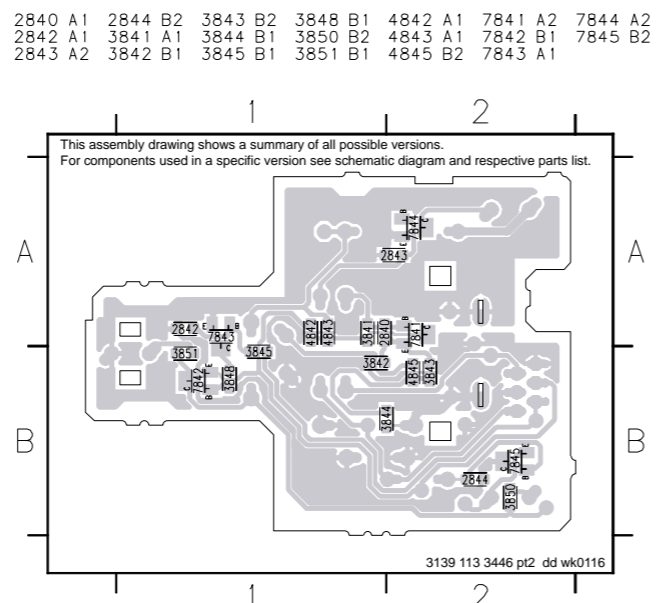 2840 A1 2844 B2 3843 B2 3848 B1 4842 A1 7841 A2 7844 A2
2842 A1 3841 A1 3844 B1 3850 B2 4843 A1 7842 B1 7845 B2
2843 A2 3842 B1 3845 B1 3851 B1 4845 B2 7843 A1
1 2
This assembly drawing shows a summary of all possible versions.
For components used in a specific version see schematic diagram and respective parts list.
B
7844
C
E
A A
2843
2842 E B
7843
C
4842 4843 3841 2840 B 7841 C E
3851 3845
3842
C 7842 E B
3848
4845 3843
3844
B B
E
C 7845
B
2844
3850
3139 113 3446 pt2 dd wk0116
1 2